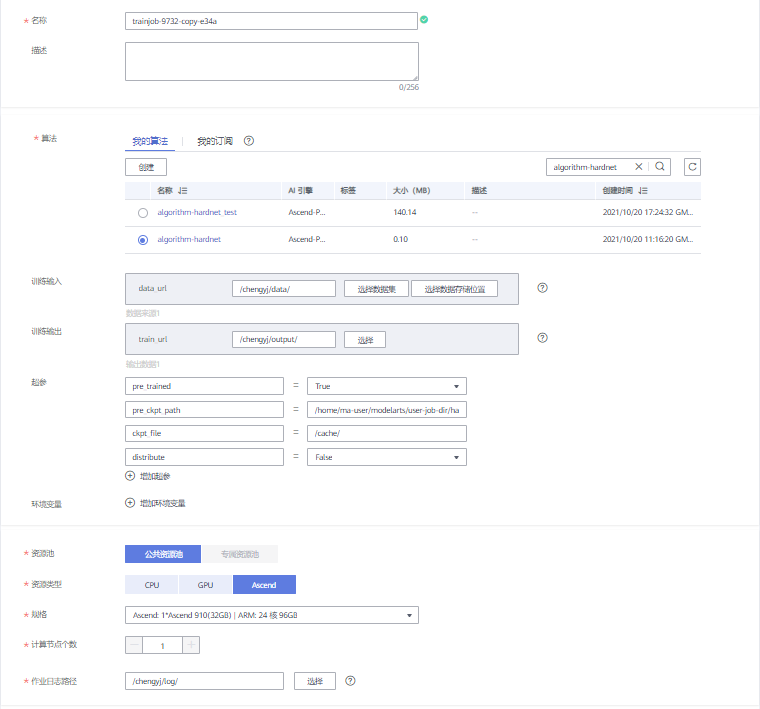 * 名称 trainjob-9732-copy-e34a
描述
0/256
* 算法 我的算法 | 我的订阅 ?
创建 algorithm-hardnet
名称 AI 引擎 标签 大小（MB） 描述 创建时间
algorithm-hardnet_test Ascend-P... 140.14 -- 2021/10/20 17:24:32 GM...
algorithm-hardnet Ascend-P... 0.10 -- 2021/10/20 11:16:20 GM...
训练输入 data_url /chengyj/data/ 选择数据集 选择数据存储位置 ?
数据来源1
训练输出 train_url /chengyj/output/ 选择 ?
输出数据1
超参 pre_trained = True
pre_ckpt_path = /home/ma-user/modelarts/user-job-dir/ha
ckpt_file = /cache/
distribute = False
增加超参
环境变量 增加环境变量
* 资源池 公共资源池 专属资源池
* 资源类型 CPU GPU Ascend
* 规格 Ascend: 1*Ascend 910(32GB) | ARM: 24 核 96GB
* 计算节点个数 — 1 +
* 作业日志路径 /chengyj/log/ 选择 ?